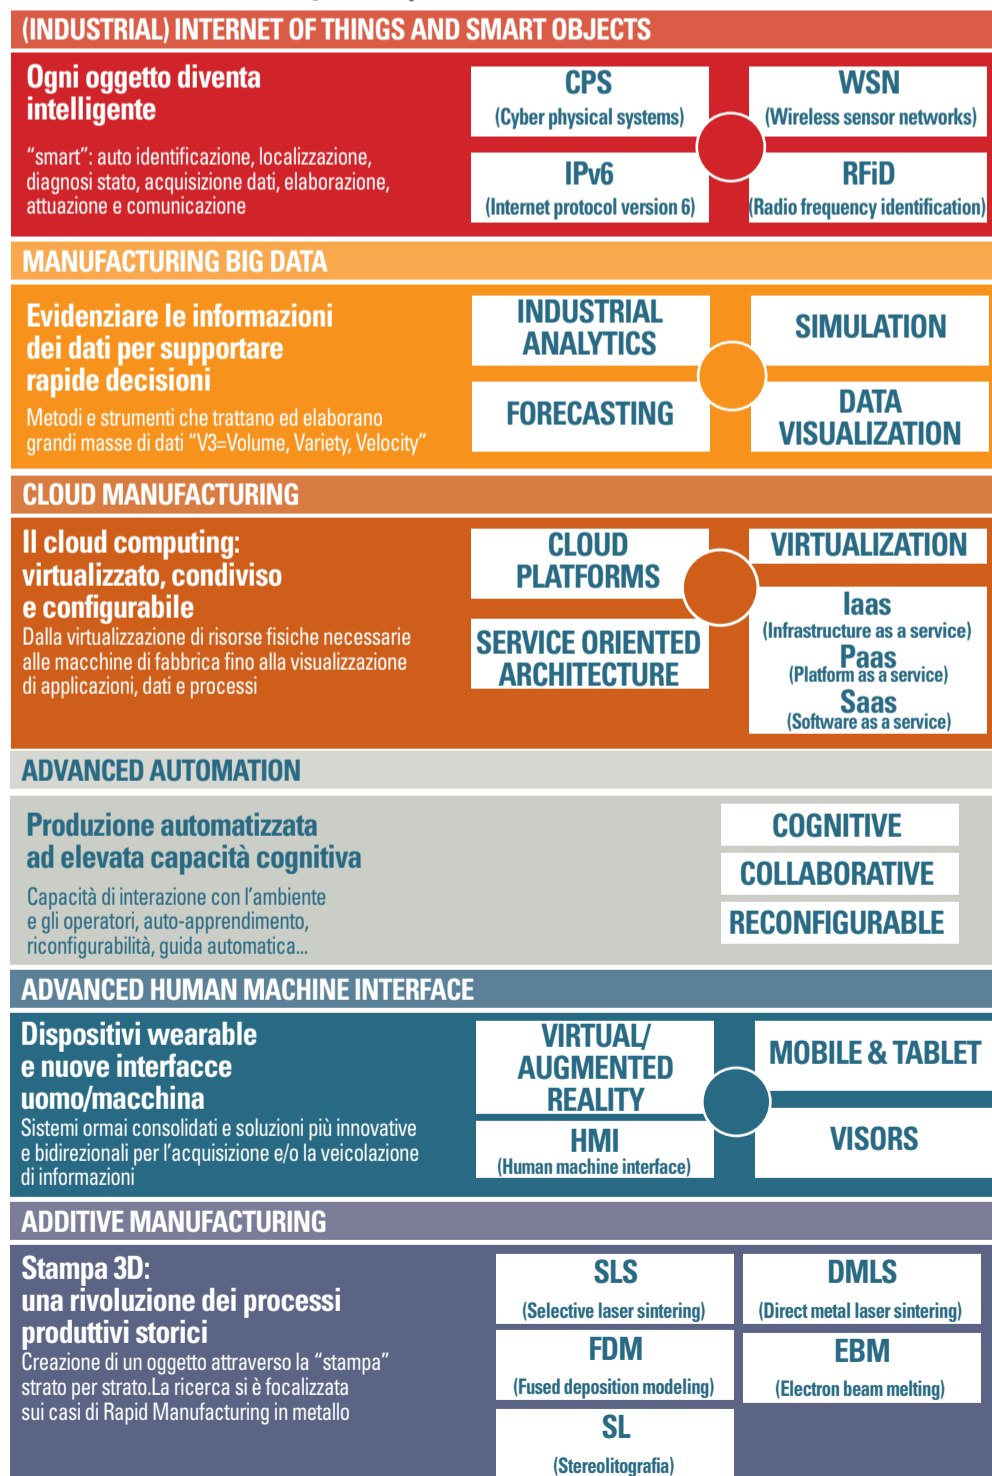 (INDUSTRIAL) INTERNET OF THINGS AND SMART OBJECTS
Ogni oggetto diventa
intelligente
“smart”: auto identificazione, localizzazione,
diagnosi stato, acquisizione dati, elaborazione,
attuazione e comunicazione
CPS
(Cyber physical systems)
WSN
(Wireless sensor networks)
IPv6
(Internet protocol version 6)
RFiD
(Radio frequency identification)
MANUFACTURING BIG DATA
Evidenziare le informazioni
dei dati per supportare
rapide decisioni
Metodi e strumenti che trattano ed elaborano
grandi masse di dati “V3=Volume, Variety, Velocity”
INDUSTRIAL
ANALYTICS
SIMULATION
FORECASTING
DATA
VISUALIZATION
CLOUD MANUFACTURING
Il cloud computing:
virtualizzato, condiviso
e configurabile
Dalla virtualizzazione di risorse fisiche necessarie
alle macchine di fabbrica fino alla visualizzazione
di applicazioni, dati e processi
CLOUD
PLATFORMS
VIRTUALIZATION
SERVICE ORIENTED
ARCHITECTURE
Iaas
(Infrastructure as a service)
Paas
(Platform as a service)
Saas
(Software as a service)
ADVANCED AUTOMATION
Produzione automatizzata
ad elevata capacità cognitiva
Capacità di interazione con l’ambiente
e gli operatori, auto-apprendimento,
riconfigurabilità, guida automatica...
COGNITIVE
COLLABORATIVE
RECONFIGURABLE
ADVANCED HUMAN MACHINE INTERFACE
Dispositivi wearable
e nuove interfacce
uomo/macchina
Sistemi ormai consolidati e soluzioni più innovative
e bidirezionali per l’acquisizione e/o la veicolazione
di informazioni
VIRTUAL/
AUGMENTED
REALITY
MOBILE & TABLET
HMI
(Human machine interface)
VISORS
ADDITIVE MANUFACTURING
Stampa 3D:
una rivoluzione dei processi
produttivi storici
Creazione di un oggetto attraverso la “stampa”
strato per strato.La ricerca si è focalizzata
sui casi di Rapid Manufacturing in metallo
SLS
(Selective laser sintering)
DMLS
(Direct metal laser sintering)
FDM
(Fused deposition modeling)
EBM
(Electron beam melting)
SL
(Stereolitografia)